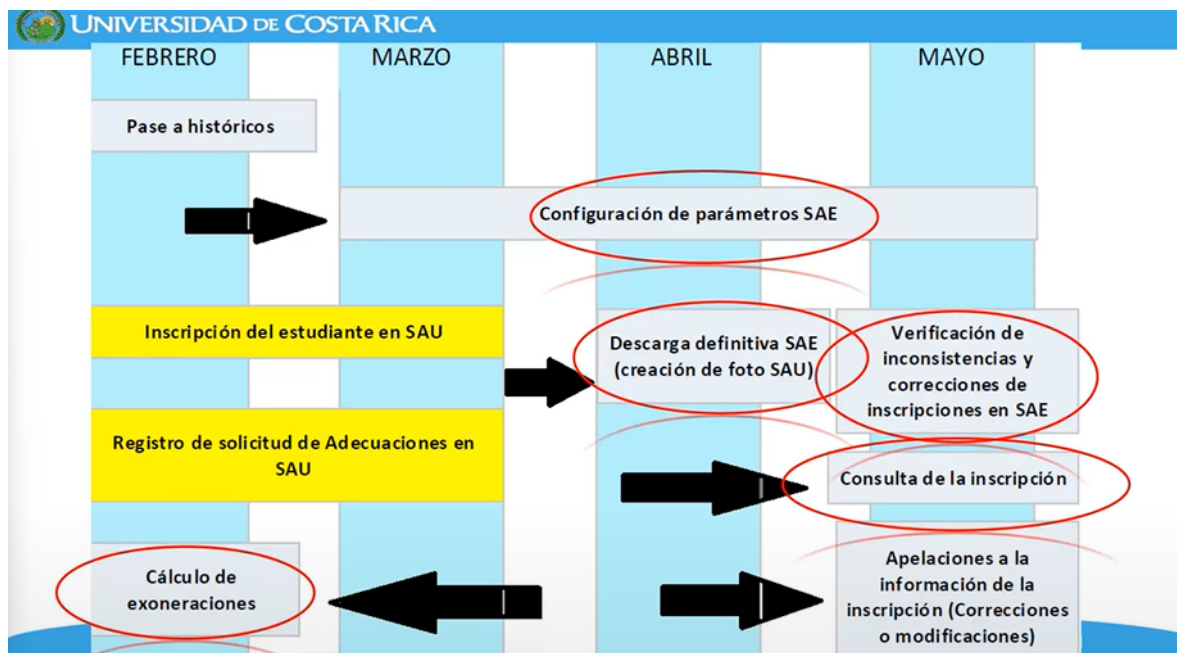 UNIVERSIDAD DE COSTA RICA
FEBRERO
MARZO
ABRIL
MAYO
Pase a históricos
Configuración de parámetros SAE
Inscripción del estudiante en SAU
Descarga definitiva SAE
(creación de foto SAU)
Verificación de
inconsistencias y
correcciones de
inscripciones en SAE
Registro de solicitud de Adecuaciones en
SAU
Consulta de la inscripción
Cálculo de
exoneraciones
Apelaciones a la
información de la
inscripción (Correcciones
o modificaciones)